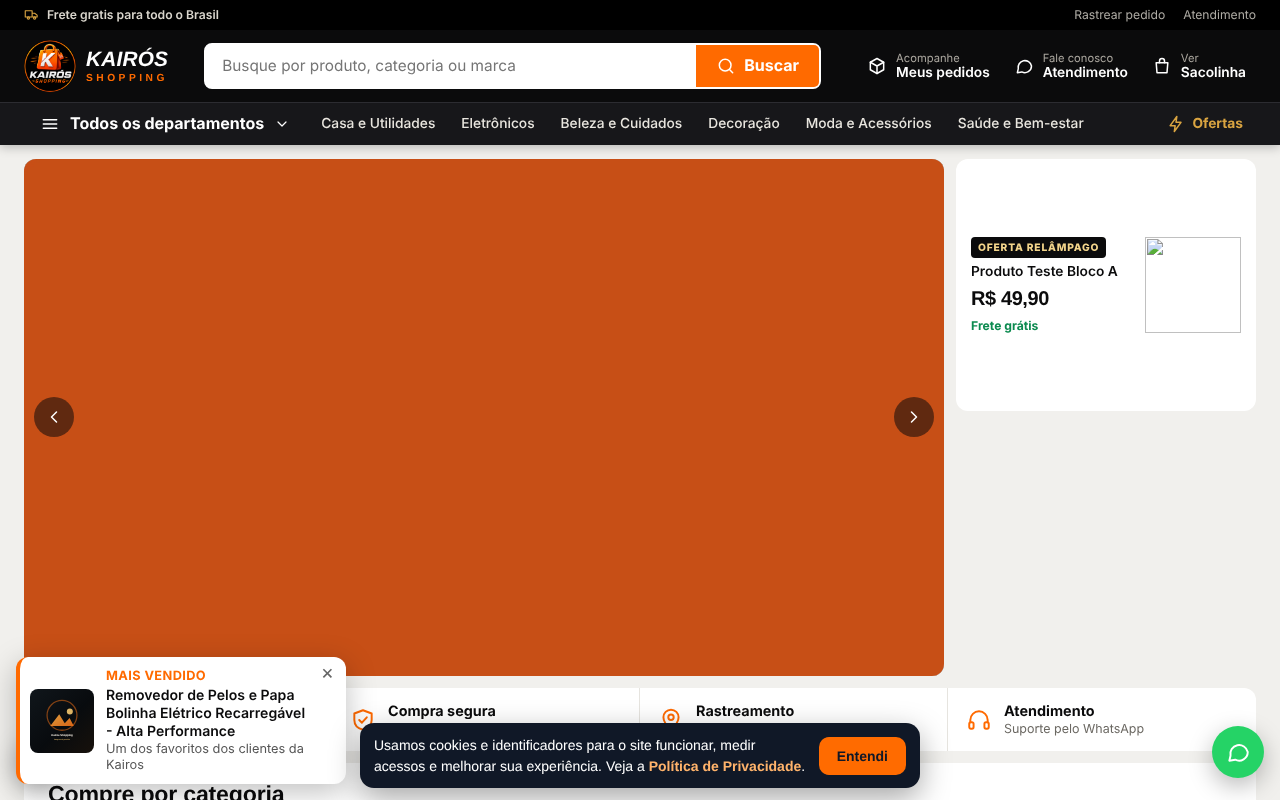 Frete gratis para todo o Brasil
Rastrear pedido
Atendimento
KAIRÓS
SHOPPING
KAIRÓS
SHOPPING
Busque por produto, categoria ou marca
Buscar
Acompanhe
Meus pedidos
Fale conosco
Atendimento
Ver
Sacolinha
Todos os departamentos
Casa e Utilidades
Eletrônicos
Beleza e Cuidados
Decoração
Moda e Acessórios
Saúde e Bem-estar
Ofertas
OFERTA RELÂMPAGO
Produto Teste Bloco A
R$ 49,90
Frete grátis
MAIS VENDIDO
Removedor de Pelos e Papa
Bolinha Elétrico Recarregável
- Alta Performance
Um dos favoritos dos clientes da
Kairos
Compra segura
Rastreamento
Atendimento
Suporte pelo WhatsApp
Usamos cookies e identificadores para o site funcionar, medir
acessos e melhorar sua experiência. Veja a Política de Privacidade.
Entendi
Compre por categoria